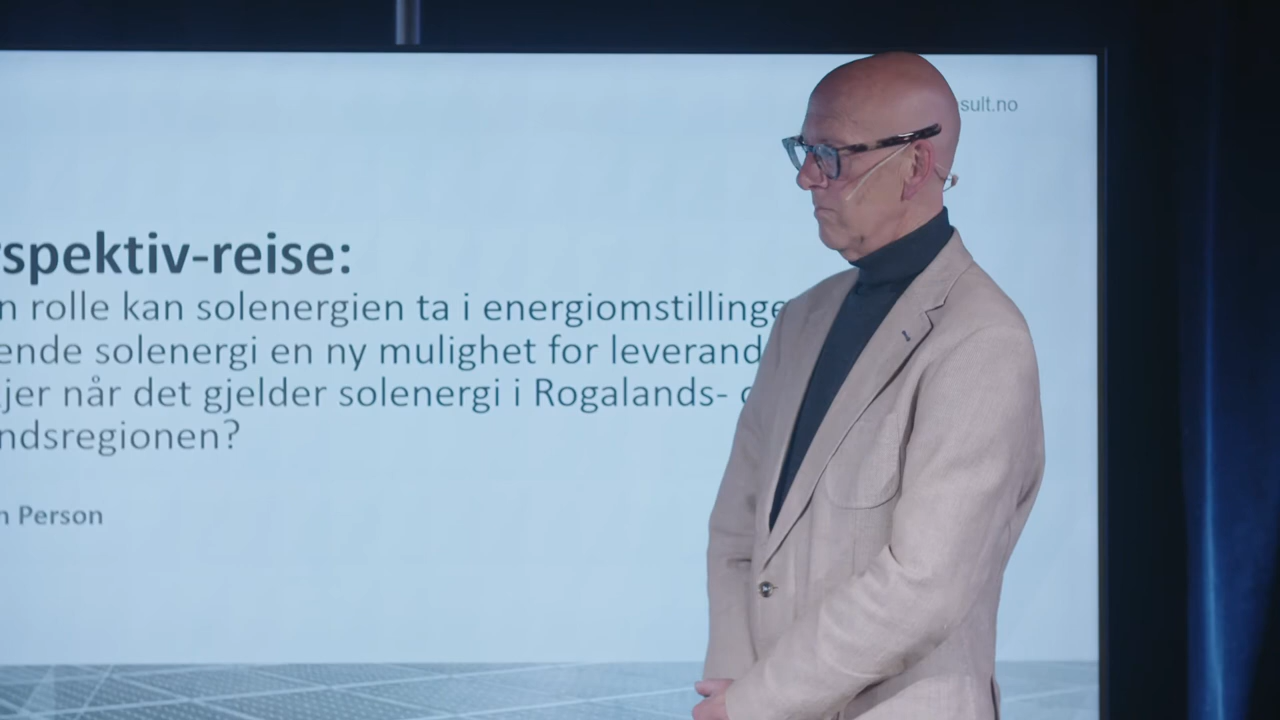 sult.no
rspektiv-reise:
n rolle kan solenergien ta i energiomstillinge
ende solenergi en ny mulighet for leverand
jer når det gjelder solenergi i Rogalands-
ndsregionen?
n Person